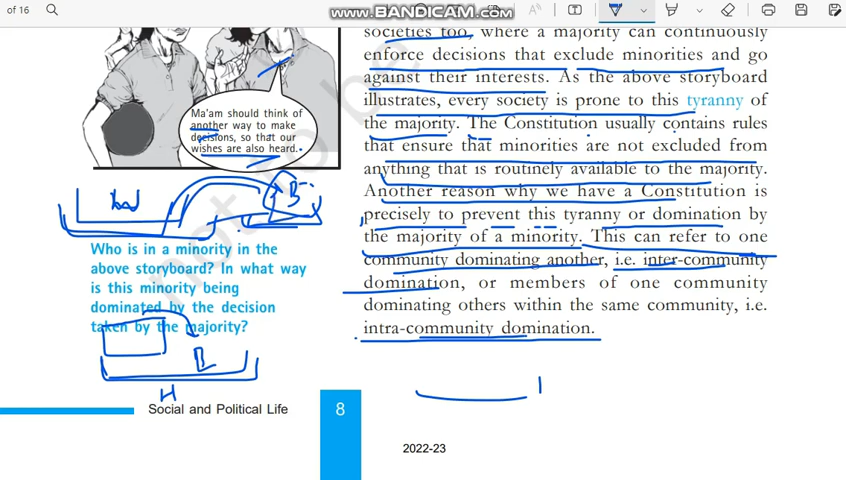 of 16
www.BANDICAM.com
Ma'am should think of
another way to make
decisions, so that our
wishes are also heard.
Who is in a minority in the
above storyboard? In what way
is this minority being
dominated by the decision
taken by the majority?
H
Social and Political Life
societies too, where a majority can continuously
enforce decisions that exclude minorities and go
against their interests. As the above storyboard
illustrates, every society is prone to this tyranny of
the majority. The Constitution usually contains rules
that ensure that minorities are not excluded from
anything that is routinely available to the majority.
Another reason why we have a Constitution is
precisely to prevent this tyranny or domination by
the majority of a minority. This can refer to one
community dominating another, i.e. inter-community
domination, or members of one community
dominating others within the same community, i.e.
intra-community domination.
8
2022-23